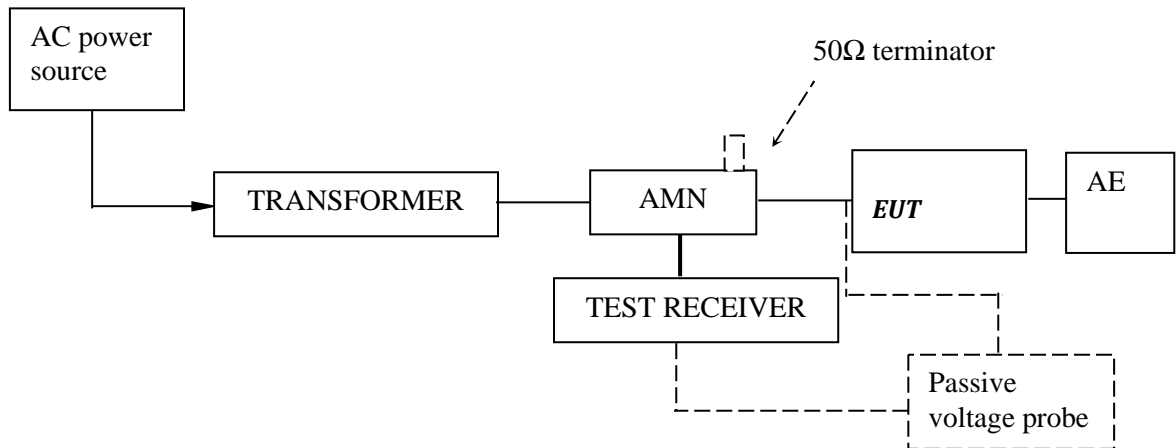 AC power
source
50Ω terminator
TRANSFORMER
AMN
EUT
AE
TEST RECEIVER
Passive
voltage probe